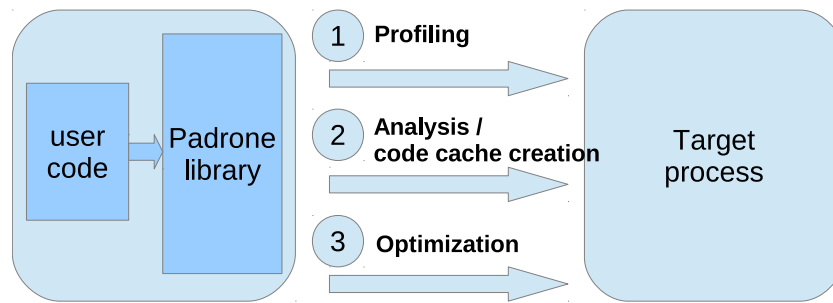 user
code
Padrone
library
1
Profiling
2
Analysis /
code cache creation
3
Optimization
Target
process